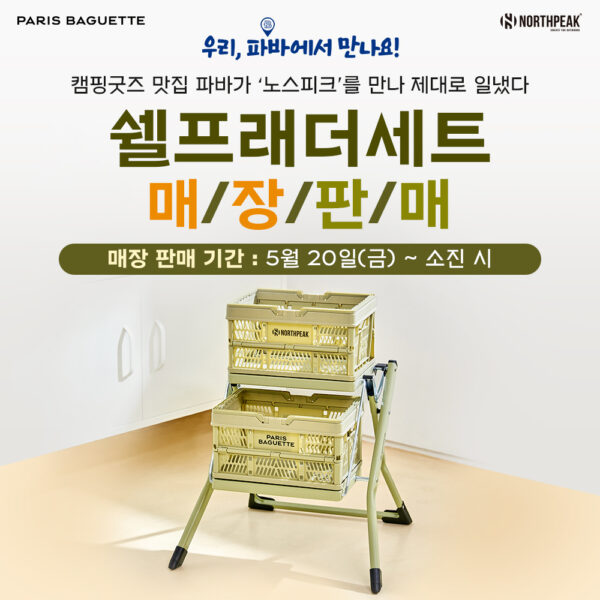 PARIS BAGUETTE
NORTHPEAK
우리, 파바에서 만나요!
캠핑굿즈 맛집 파바가 ‘노스피크’를 만나 제대로 일냈다
쉘프래더세트
매/장/판/매
매장 판매 기간 : 5월 20일(금) ~ 소진 시
NORTHPEAK
PARIS
BAGUETTE